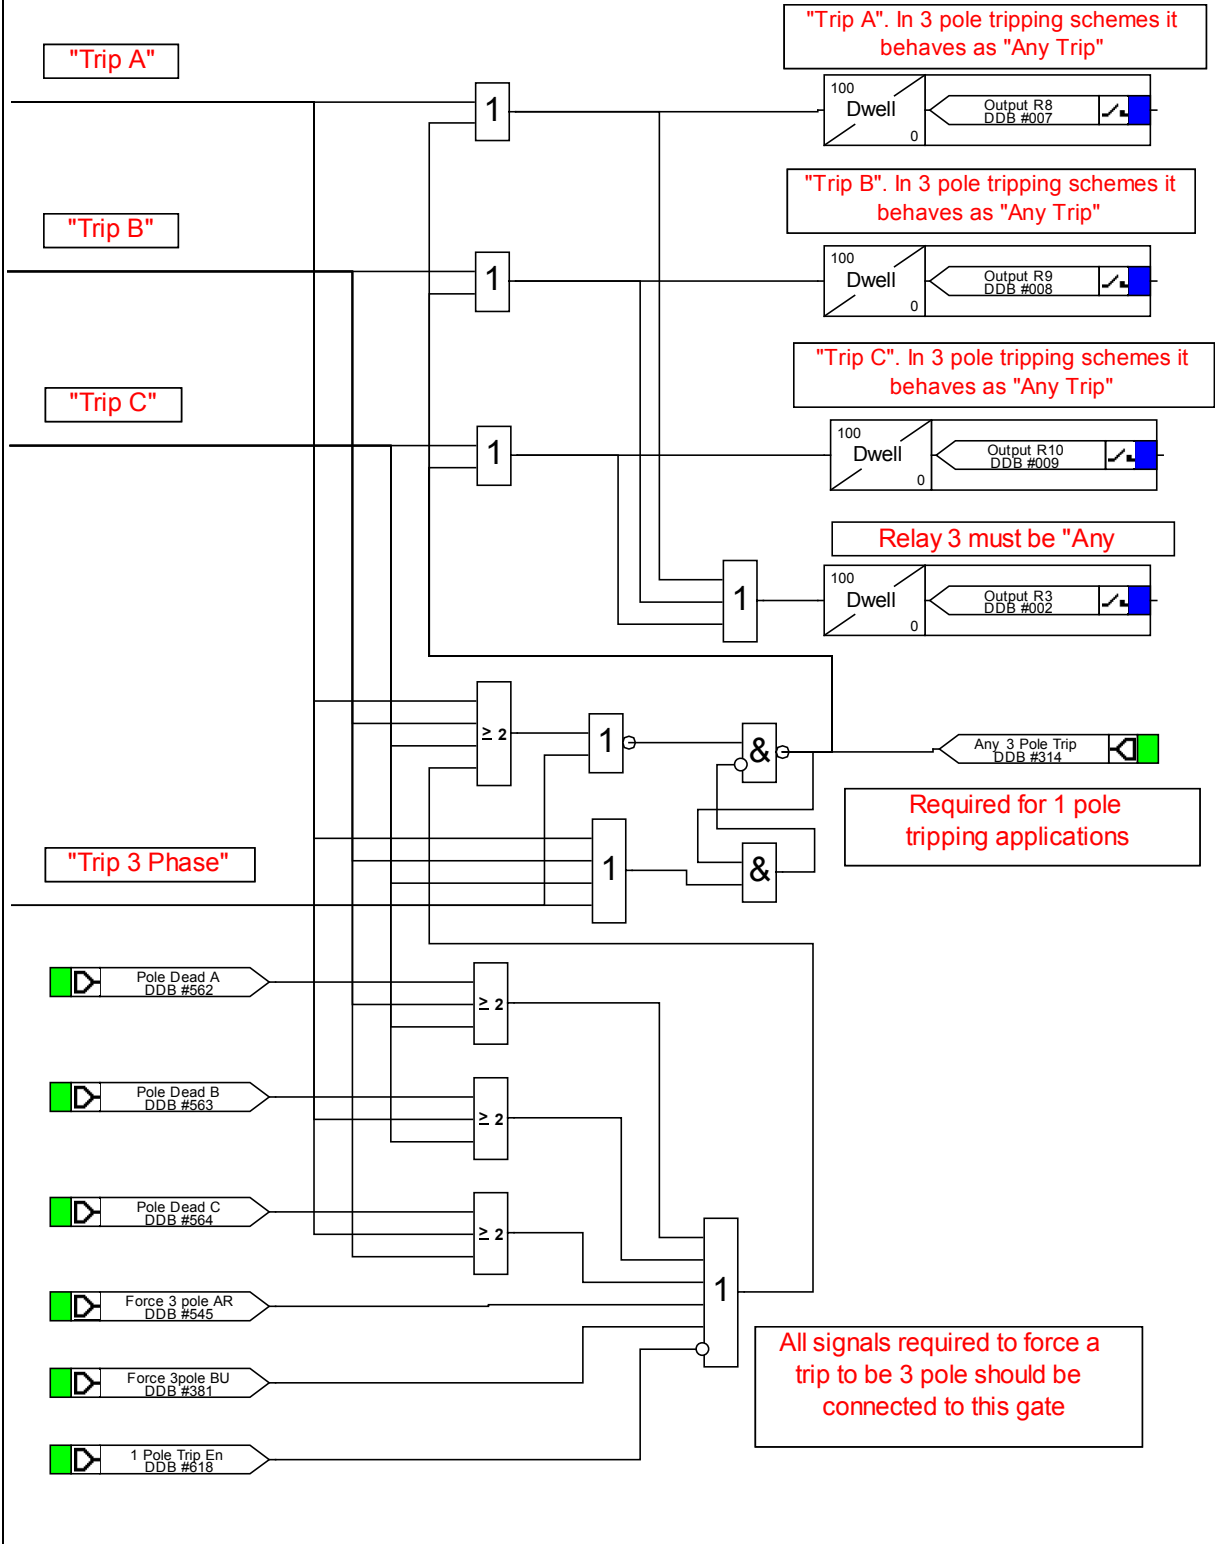 "Trip A". In 3 pole tripping schemes it
behaves as "Any Trip"
"Trip A"
1
100
Dwell
0
Output R8
DDB #007
"Trip B". In 3 pole tripping schemes it
behaves as "Any Trip"
"Trip B"
1
100
Dwell
0
Output R9
DDB #008
"Trip C". In 3 pole tripping schemes it
behaves as "Any Trip"
"Trip C"
1
100
Dwell
0
Output R10
DDB #009
Relay 3 must be "Any
1
100
Dwell
0
Output R3
DDB #002
≥ 2
1
&
Any 3 Pole Trip
DDB #314
Required for 1 pole
tripping applications
"Trip 3 Phase"
1
&
Pole Dead A
DDB #562
≥ 2
Pole Dead B
DDB #563
≥ 2
Pole Dead C
DDB #564
≥ 2
1
Force 3 pole AR
DDB #545
Force 3pole BU
DDB #381
All signals required to force a
trip to be 3 pole should be
connected to this gate
1 Pole Trip En
DDB #618